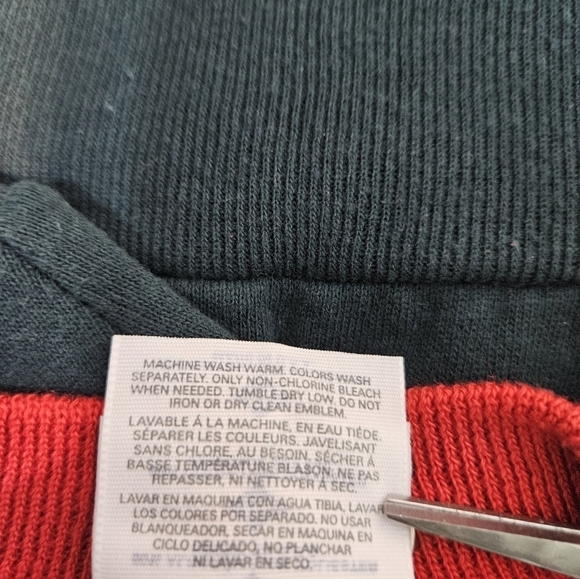 MACHINE WASH WARM. COLORS WASH
SEPARATELY. ONLY NON-CHLORINE BLEACH
WHEN NEEDED. TUMBLE DRY LOW. DO NOT
IRON OR DRY CLEAN EMBLEM.
LAVABLE À LA MACHINE, EN EAU TIÉDE.
SÉPARER LES COULEURS. JAVELISANT
SANS CHLORE, AU BESOIN. SÉCHER À
BASSE TEMPÉRATURE BLASON, NE PAS
REPASSER, NI NETTOYER À SEC.
LAVAR EN MAQUINA CON AGUA TIBIA, LAVAR
LOS COLORES POR SEPARADO. NO USAR
BLANQUEADOR, SECAR EN MAQUINA EN
CICLO DELICADO, NO PLANCHAR
NI LAVAR EN SECO.